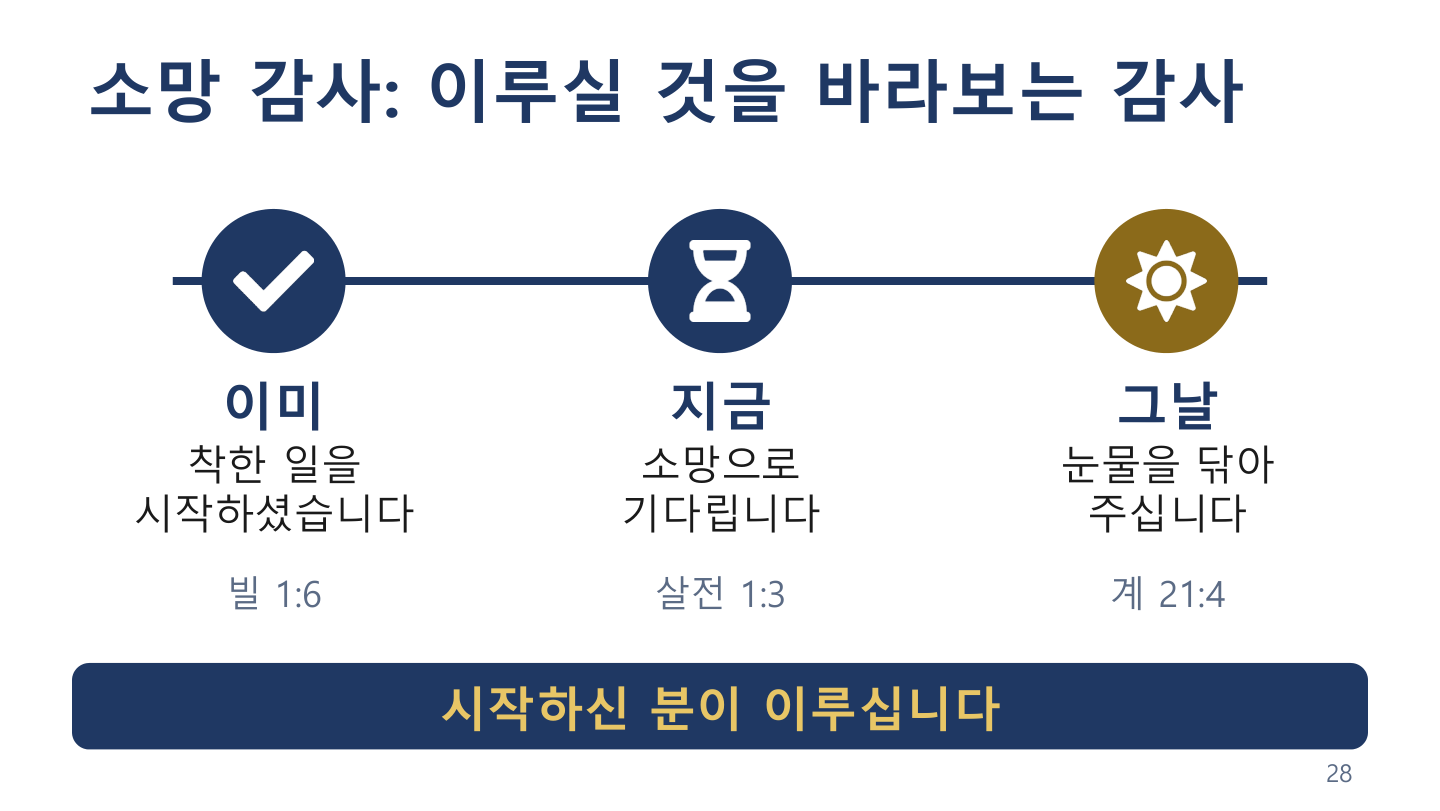 소망 감사: 이루실 것을 바라보는 감사
이미
착한 일을
시작하셨습니다
빌 1:6
지금
소망으로
기다립니다
살전 1:3
그날
눈물을 닦아
주십니다
계 21:4
시작하신 분이 이루십니다
28